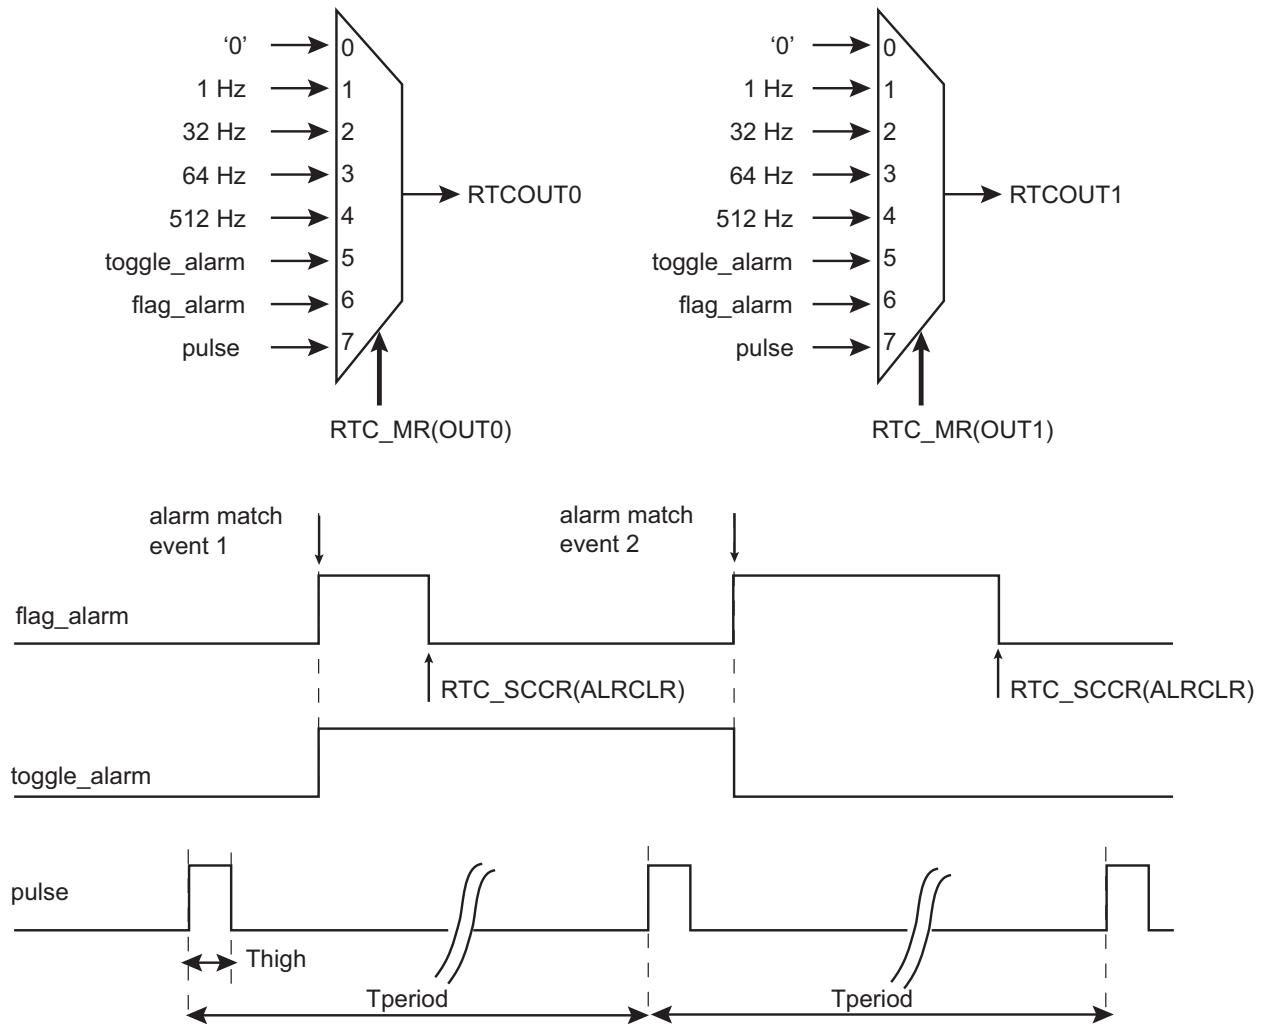 ‘0’
0
1 Hz
1
32 Hz
2
64 Hz
3
RTCOUT0
512 Hz
4
toggle_alarm
5
flag_alarm
6
pulse
7
RTC_MR(OUT0)
‘0’
0
1 Hz
1
32 Hz
2
64 Hz
3
RTCOUT1
512 Hz
4
toggle_alarm
5
flag_alarm
6
pulse
7
RTC_MR(OUT1)
alarm match
event 1
alarm match
event 2
flag_alarm
RTC_SCCR(ALRCLR)
RTC_SCCR(ALRCLR)
toggle_alarm
pulse
Thigh
Tperiod
Tperiod